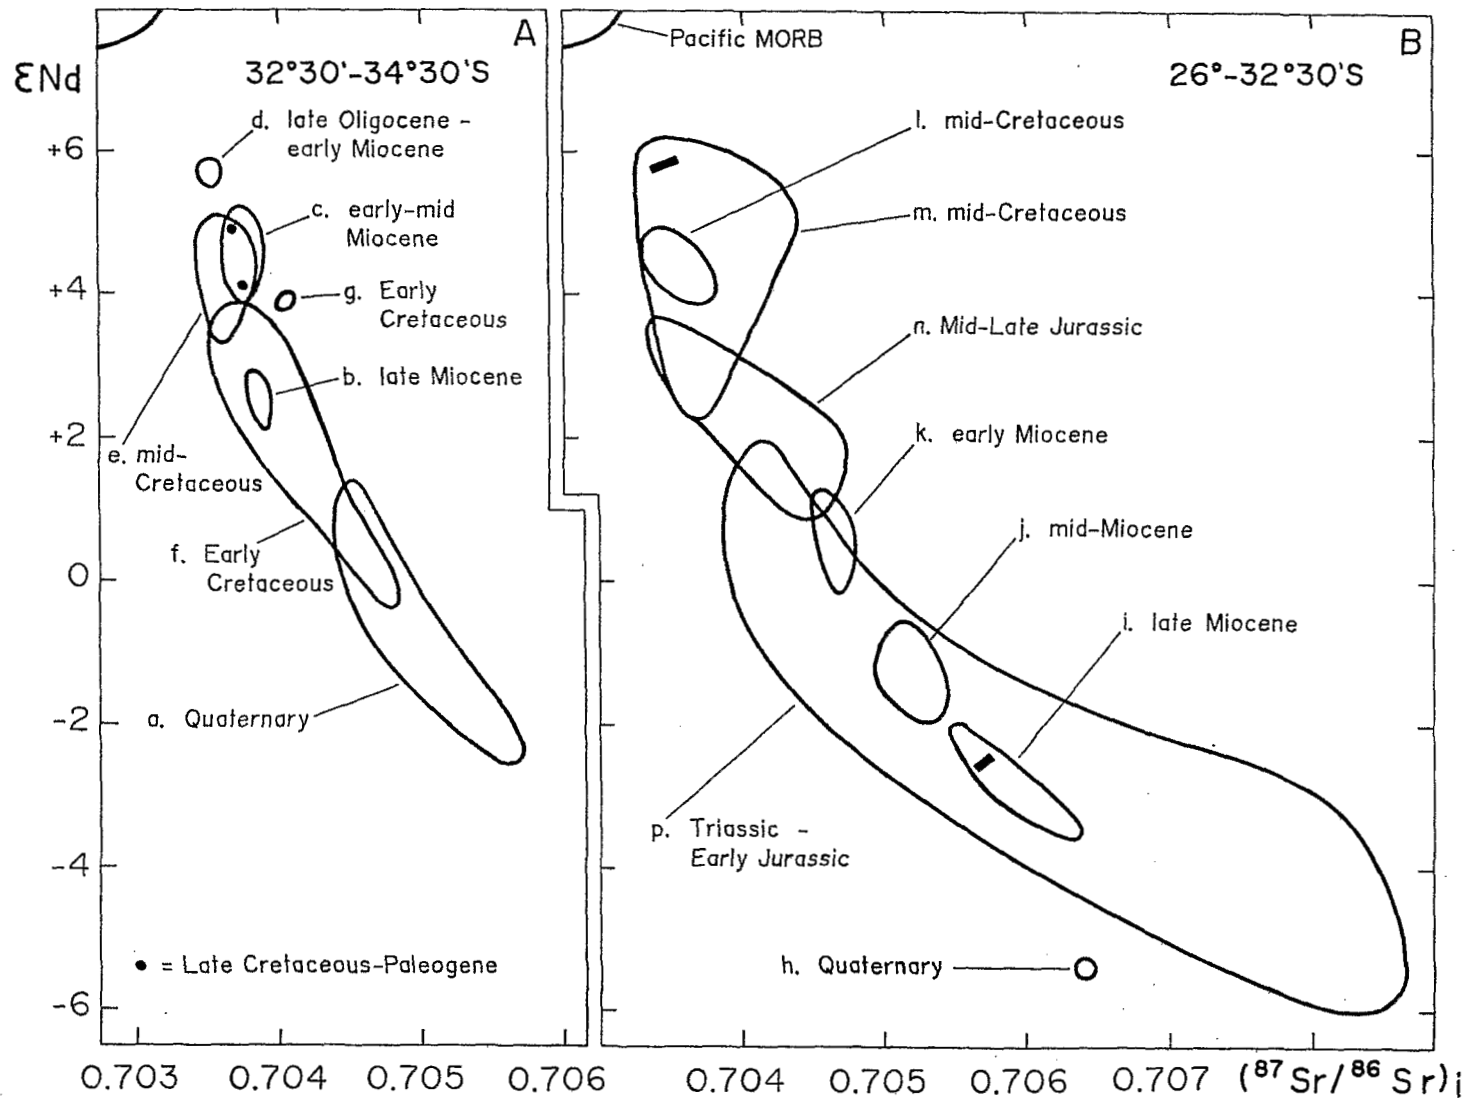 A
32°30'-34°30'S
εNd
d. late Oligocene -
early Miocene
+6
c. early-mid
Miocene
+4
g. Early
Cretaceous
b. late Miocene
+2
e. mid-
Cretaceous
f. Early
Cretaceous
0
a. Quaternary
-2
-4
• = Late Cretaceous-Paleogene
-6
0.703 0.704 0.705 0.706
Pacific MORB
B
26°-32°30'S
l. mid-Cretaceous
m. mid-Cretaceous
n. Mid-Late Jurassic
k. early Miocene
j. mid-Miocene
i. late Miocene
p. Triassic -
Early Jurassic
h. Quaternary
0.704 0.705 0.706 0.707 (⁸⁷Sr/⁸⁶Sr)i